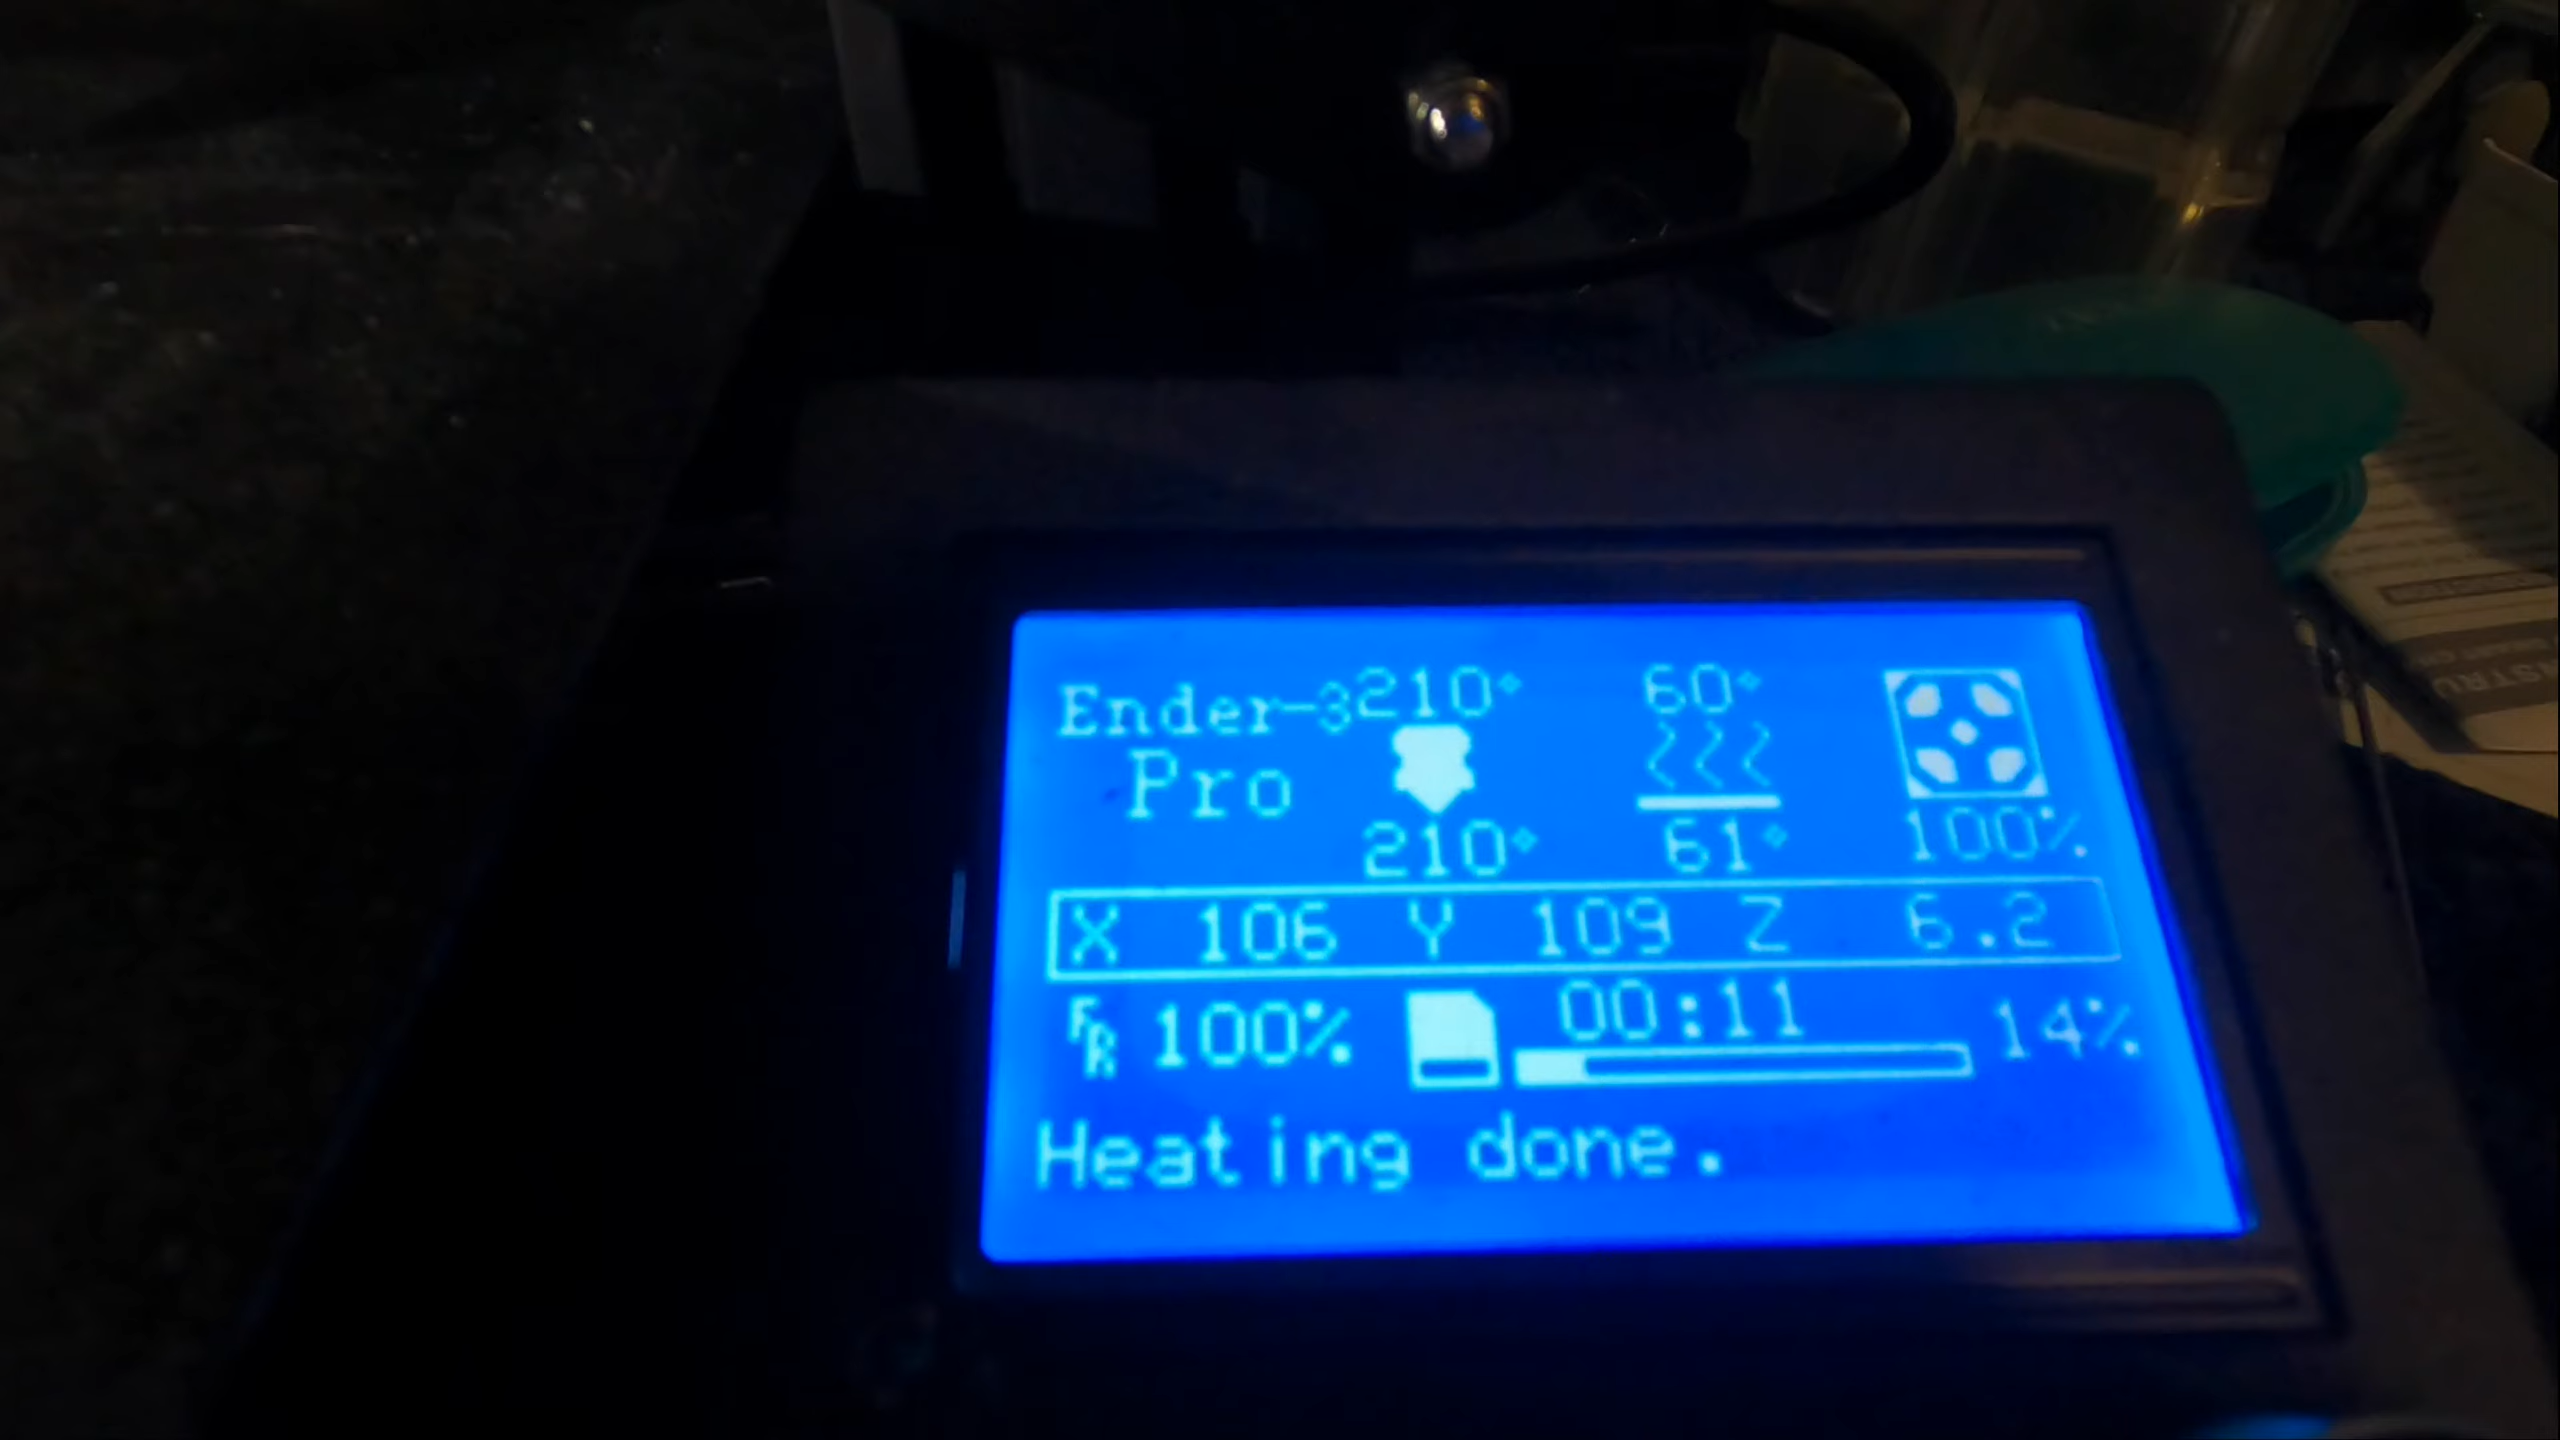 Ender-3 210° 60°
Pro
210° 61° 100%
X 106 Y 109 Z 6.2
FR 100% 00:11 14%
Heating done.